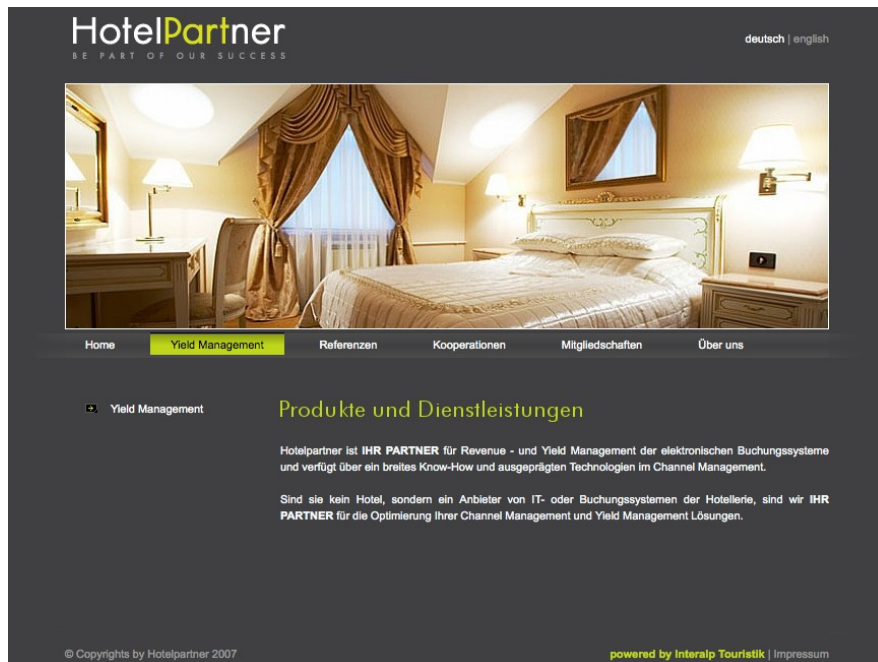 HotelPartner
BE PART OF OUR SUCCESS
deutsch | english
Home Yield Management Referenzen Kooperationen Mitgliedschaften Über uns
Yield Management
Produkte und Dienstleistungen
Hotelpartner ist IHR PARTNER für Revenue - und Yield Management der elektronischen Buchungssysteme
und verfügt über ein breites Know-How und ausgeprägten Technologien im Channel Management.
Sind sie kein Hotel, sondern ein Anbieter von IT- oder Buchungssystemen der Hotellerie, sind wir IHR
PARTNER für die Optimierung Ihrer Channel Management und Yield Management Lösungen.
© Copyrights by Hotelpartner 2007
powered by Interalp Touristik | Impressum